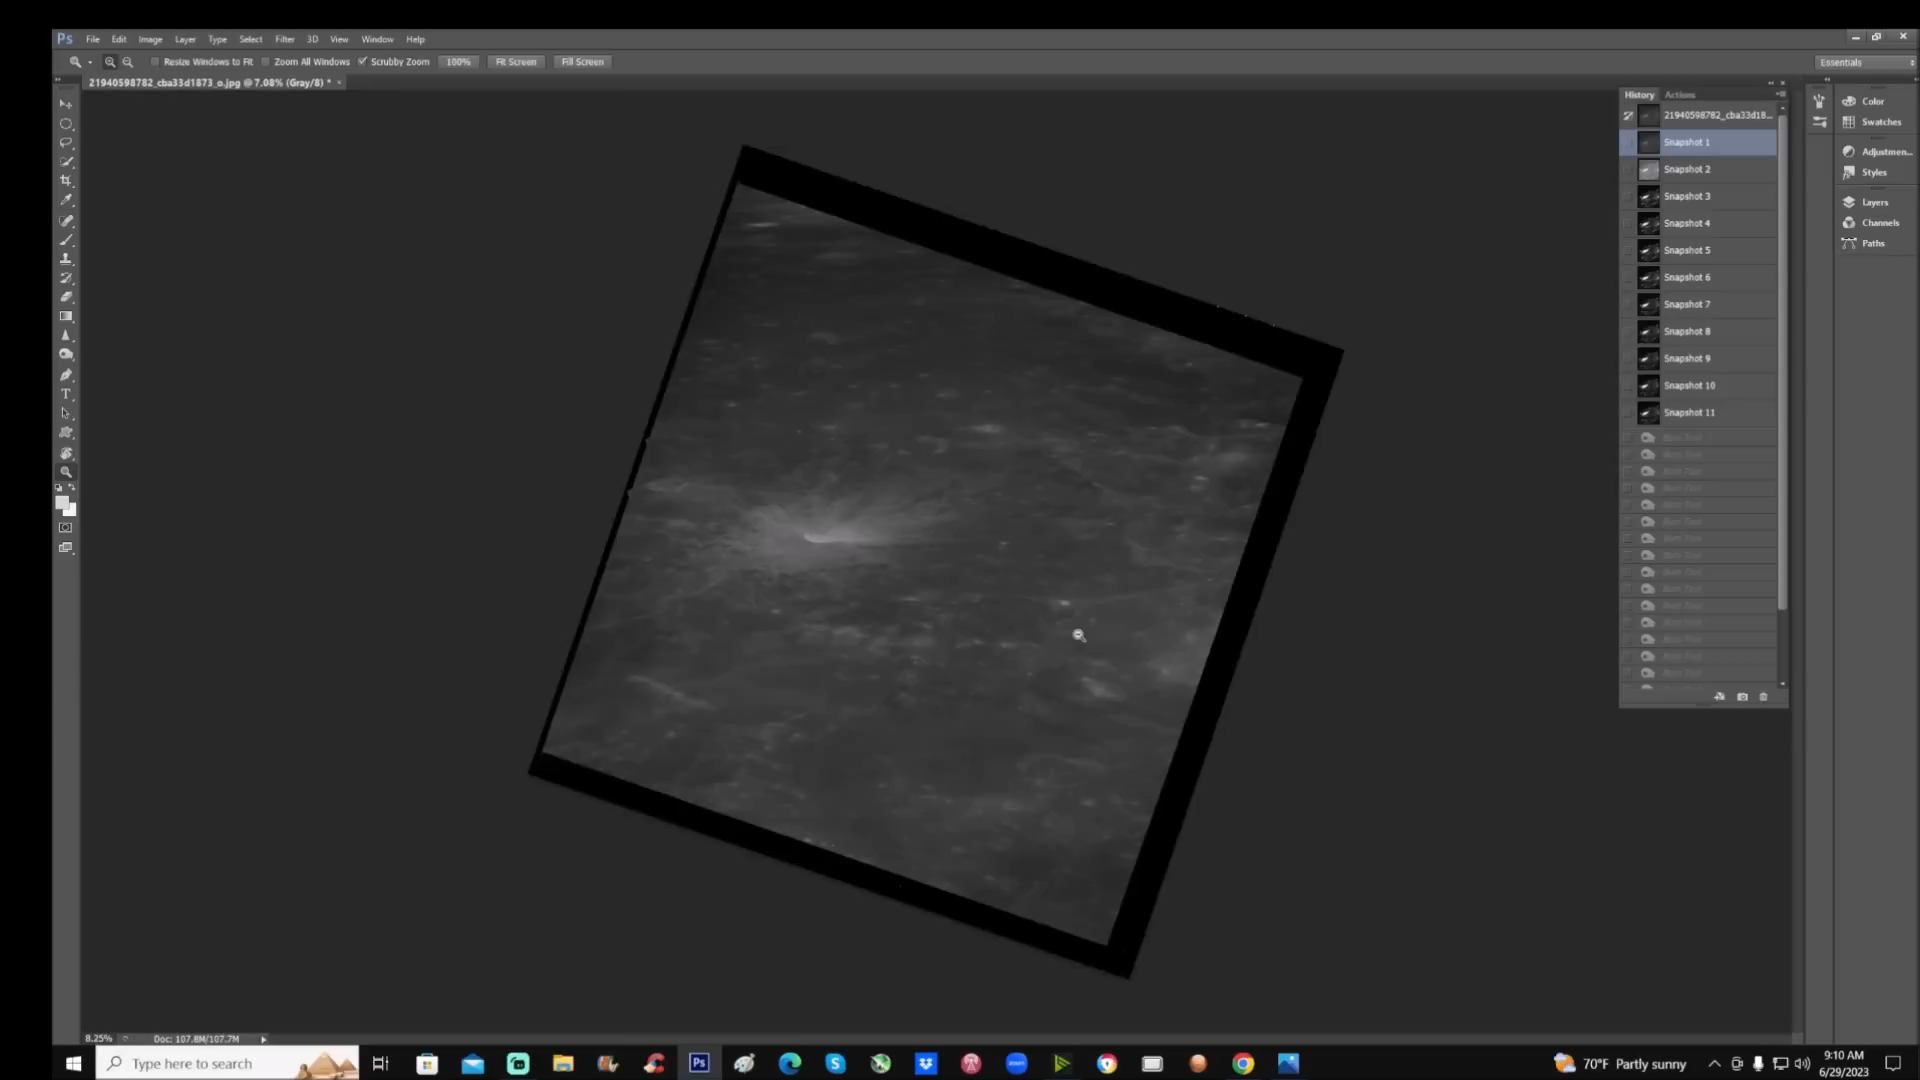 Ps File Edit Image Layer Type Select Filter 3D View Window Help
Resize Windows to Fit Zoom All Windows Scrubby Zoom 100% Fit Screen Fill Screen Essentials
21940598782_cba33d1873_o.jpg @ 7.08% (Gray/8) * ×
History Actions
21940598782_cba33d18...
Snapshot 1
Snapshot 2
Snapshot 3
Snapshot 4
Snapshot 5
Snapshot 6
Snapshot 7
Snapshot 8
Snapshot 9
Snapshot 10
Snapshot 11
Color
Swatches
Adjustmen...
Styles
Layers
Channels
Paths
8.25% Doc: 107.8M/107.7M
Type here to search
Ps
70°F Partly sunny
9:10 AM
6/29/2023